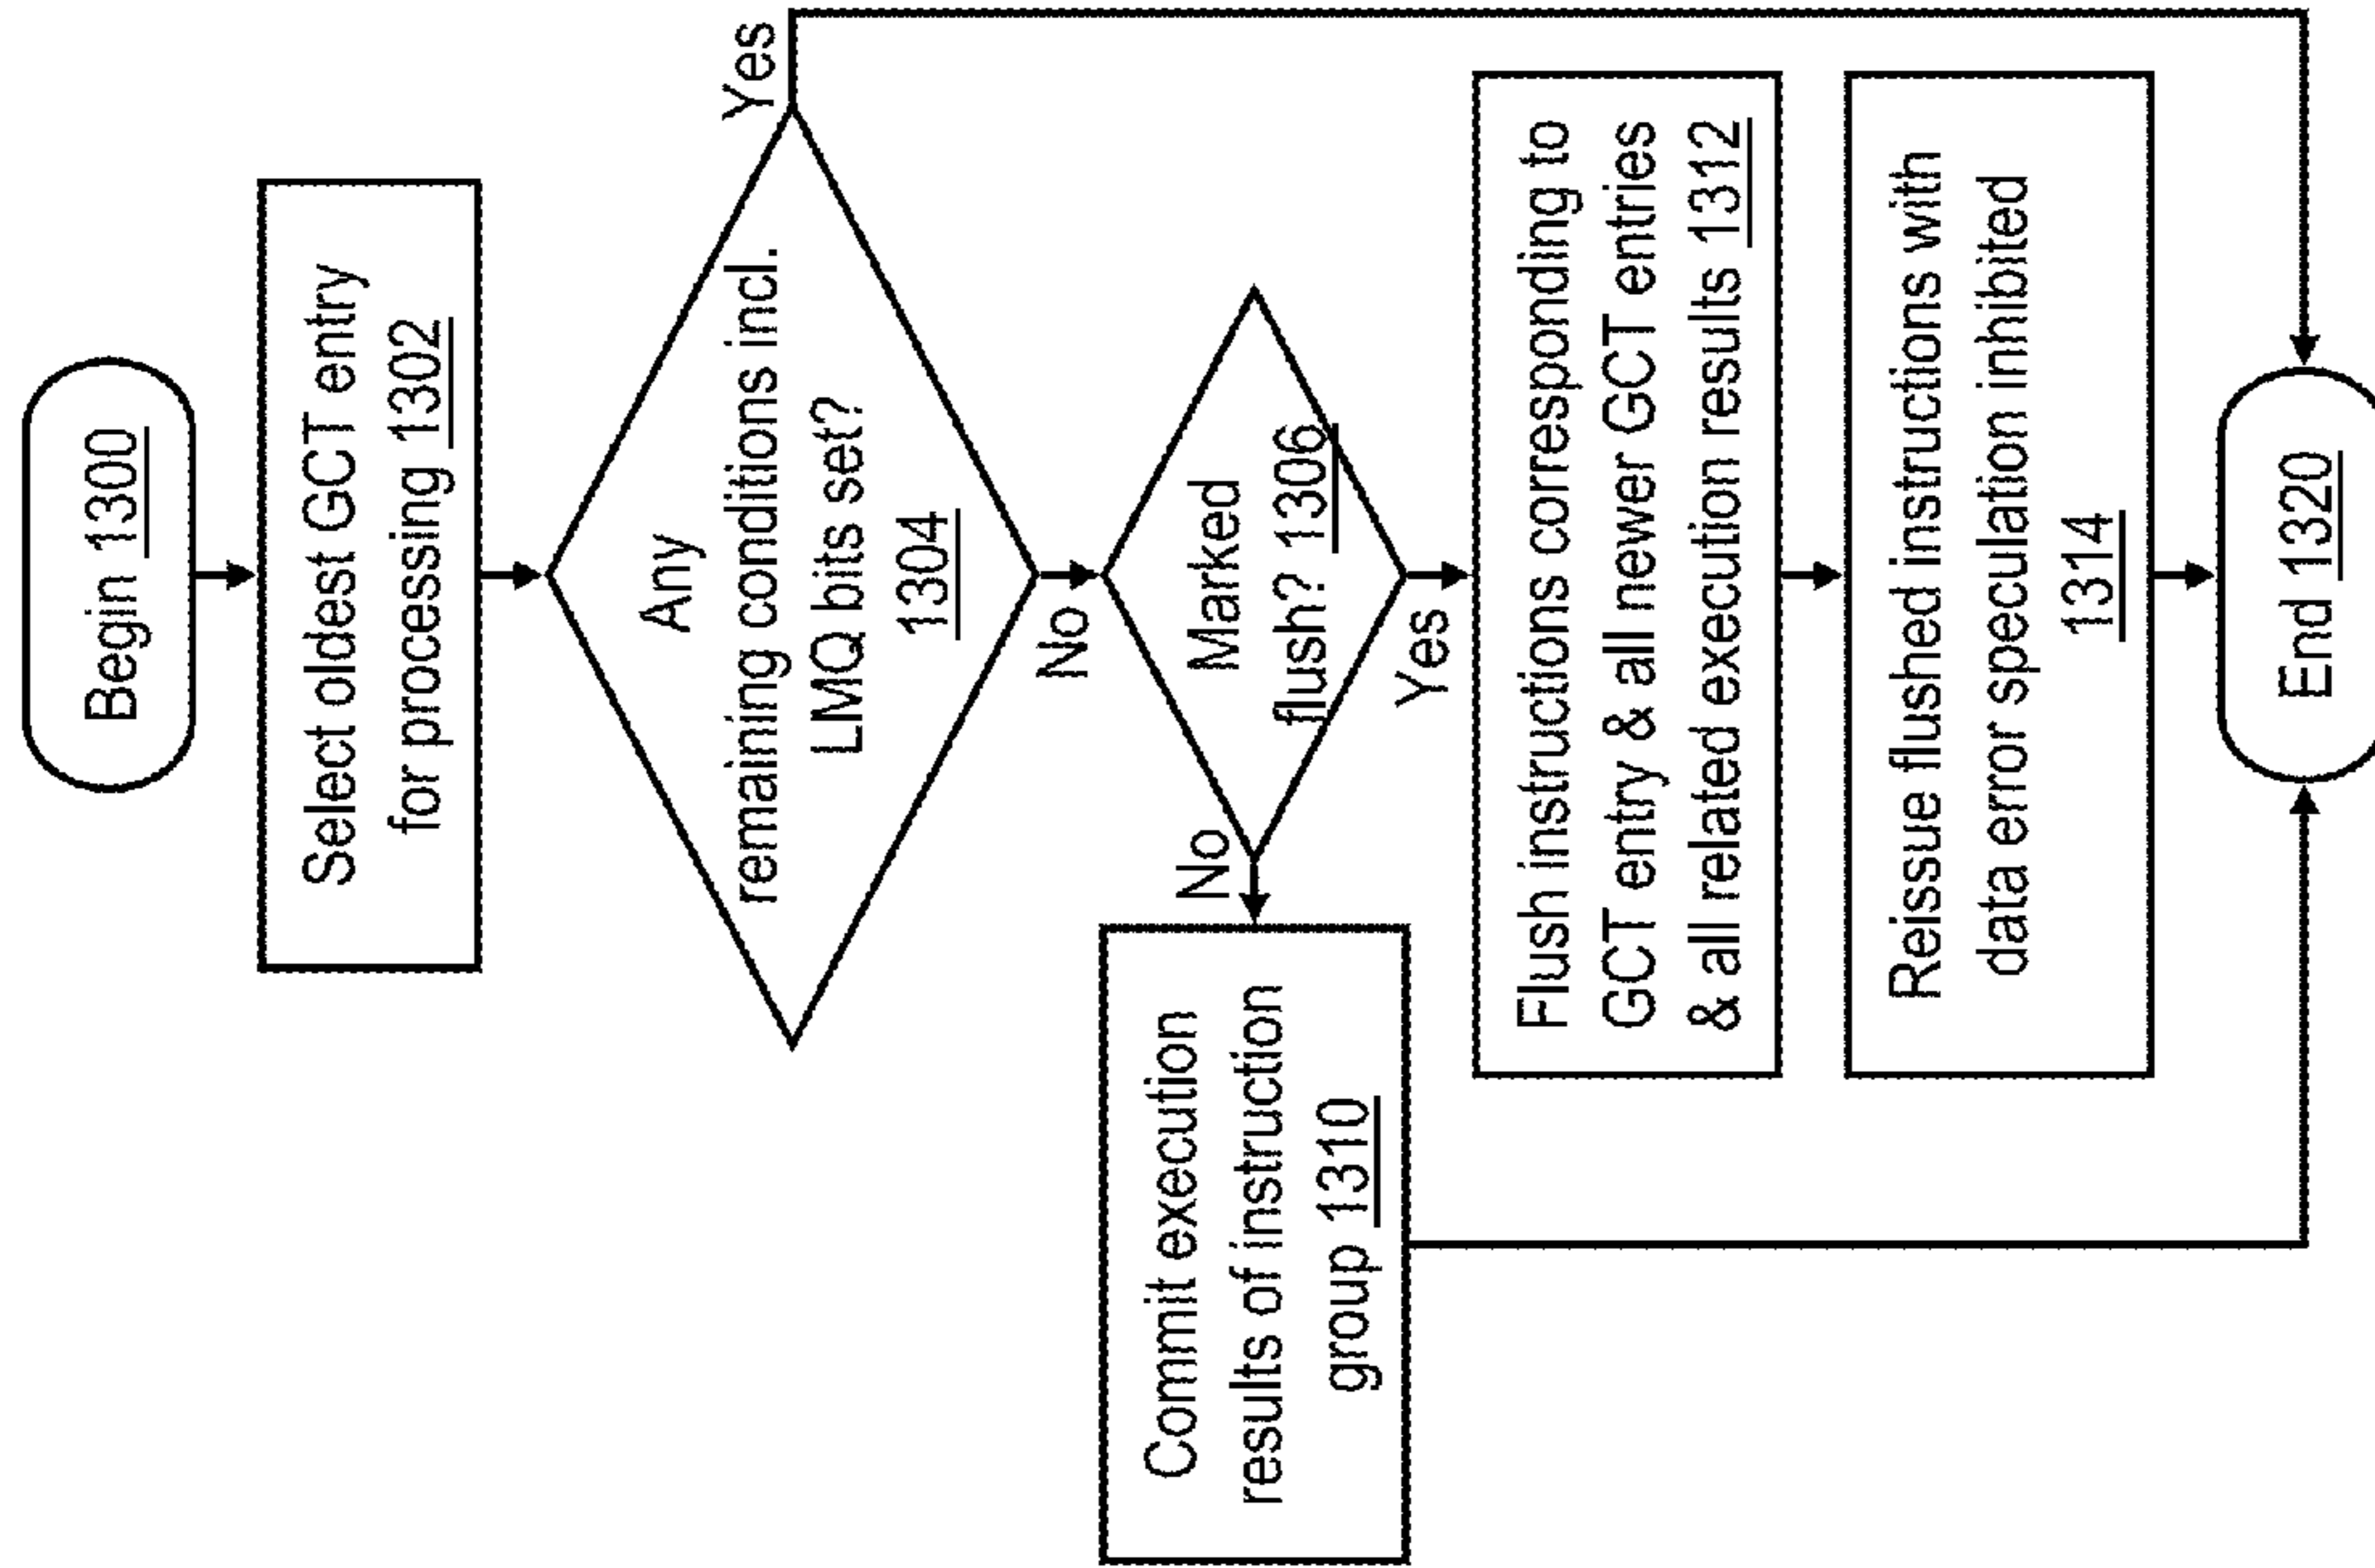 Begin 1300
Select oldest GCT entry
for processing 1302
Any
remaining conditions incl.
LMQ bits set?
1304
Yes
No
Marked
flush? 1306
No
Yes
Commit execution
results of instruction
group 1310
Flush instructions corresponding to
GCT entry & all newer GCT entries
& all related execution results 1312
Reissue flushed instructions with
data error speculation inhibited
1314
End 1320